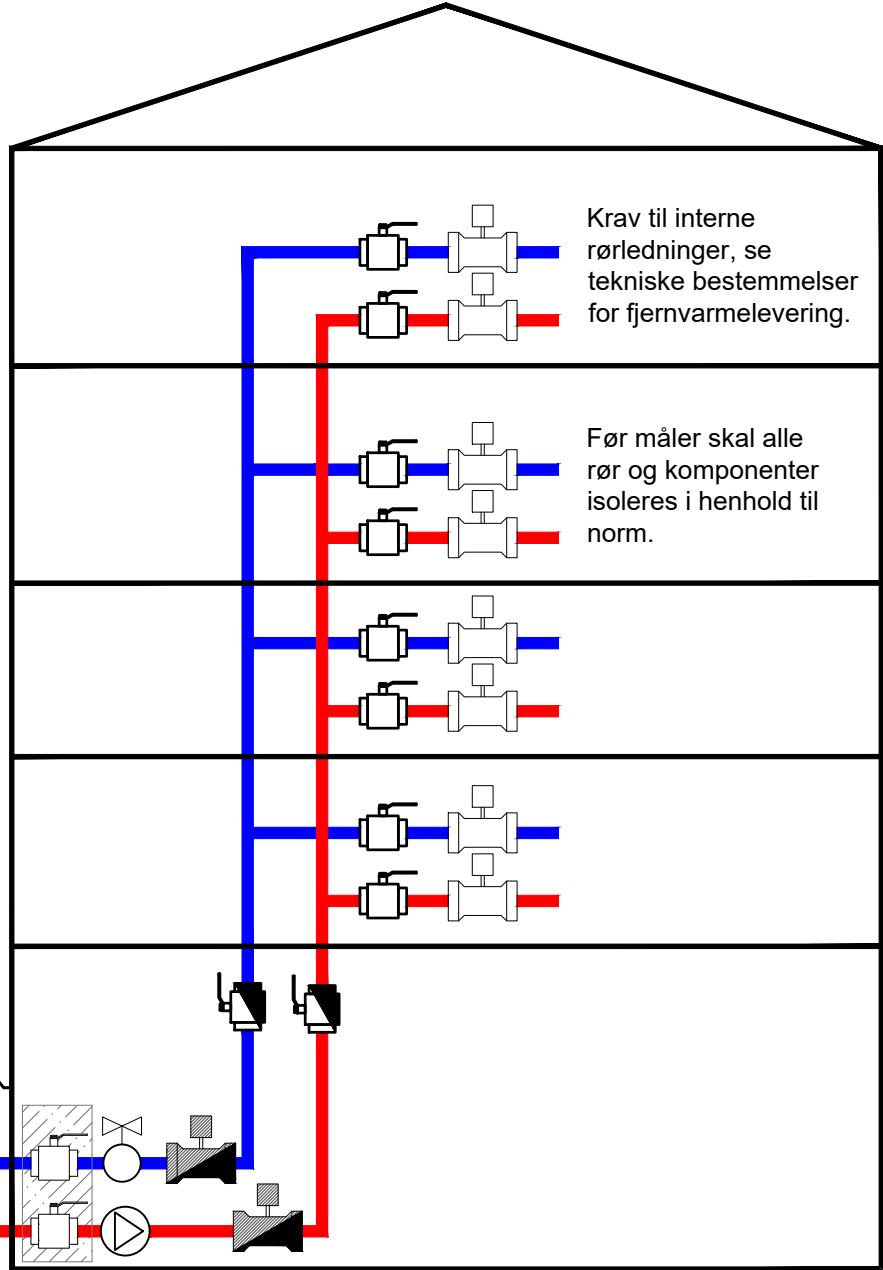 Krav til interne
rørledninger, se
tekniske bestemmelser
for fjernvarmelevering.
Før måler skal alle
rør og komponenter
isoleres i henhold til
norm.